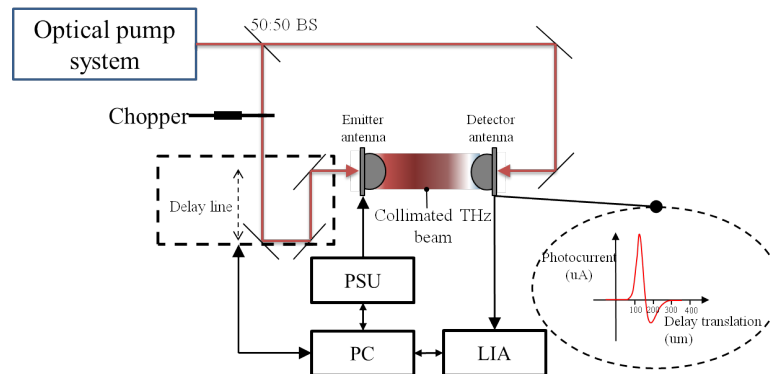 50:50 BS
Optical pump
system
Chopper
Emitter
antenna
Detector
antenna
Delay line
Collimated THz
beam
PSU
PC
LIA
Photocurrent
(uA)
100 200 300 400
Delay translation
(um)